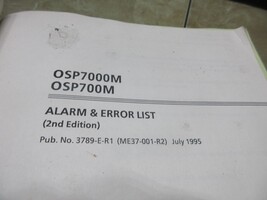 OSP7000M
OSP700M
ALARM & ERROR LIST
(2nd Edition)
Pub. No. 3789-E-R1 (ME37-001-R2) July 1995